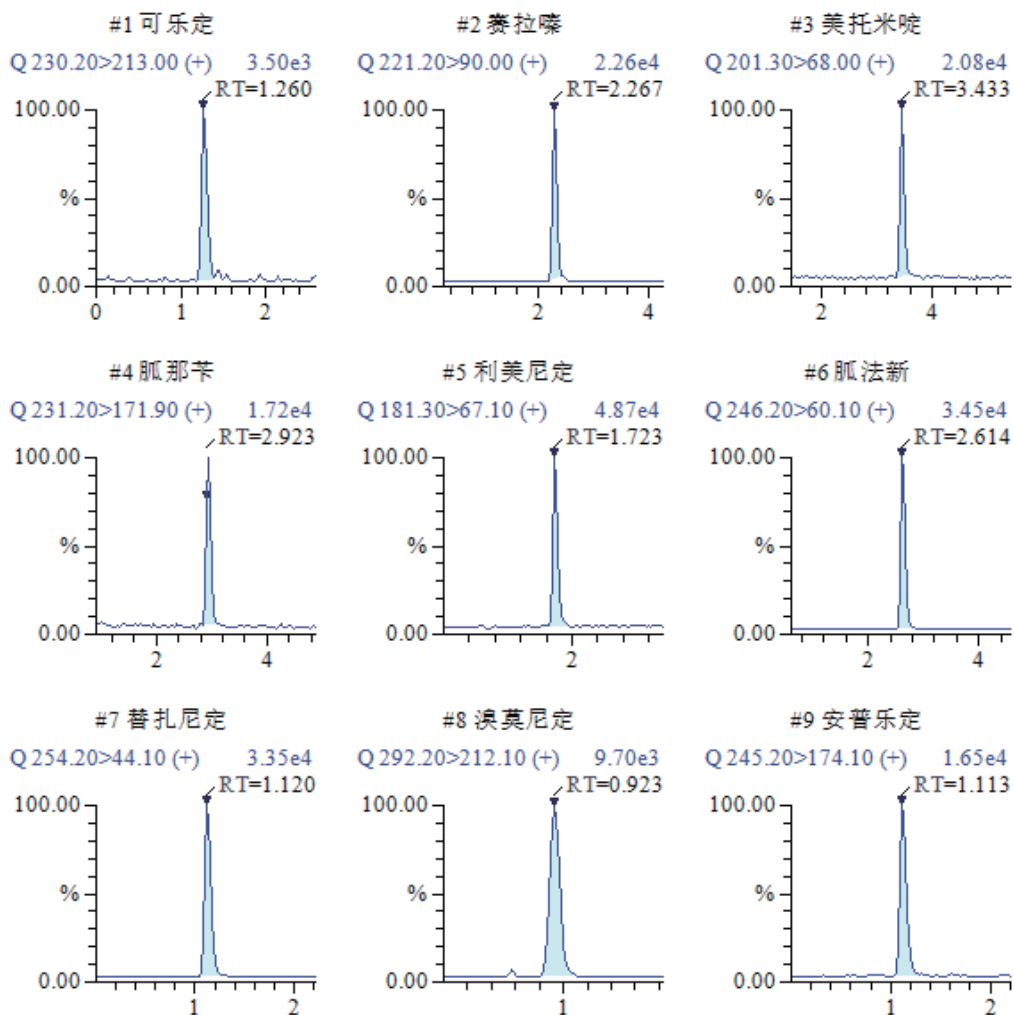 #1 可乐定
Q 230.20>213.00 (+) 3.50e3
RT=1.260
100.00
%
0.00
0 1 2
#2 赛拉嗪
Q 221.20>90.00 (+) 2.26e4
RT=2.267
100.00
%
0.00
2 4
#3 美托米啶
Q 201.30>68.00 (+) 2.08e4
RT=3.433
100.00
%
0.00
2 4
#4 胍那苄
Q 231.20>171.90 (+) 1.72e4
RT=2.923
100.00
%
0.00
2 4
#5 利美尼定
Q 181.30>67.10 (+) 4.87e4
RT=1.723
100.00
%
0.00
2
#6 胍法新
Q 246.20>60.10 (+) 3.45e4
RT=2.614
100.00
%
0.00
2 4
#7 替扎尼定
Q 254.20>44.10 (+) 3.35e4
RT=1.120
100.00
%
0.00
1 2
#8 溴莫尼定
Q 292.20>212.10 (+) 9.70e3
RT=0.923
100.00
%
0.00
1
#9 安普乐定
Q 245.20>174.10 (+) 1.65e4
RT=1.113
100.00
%
0.00
1 2